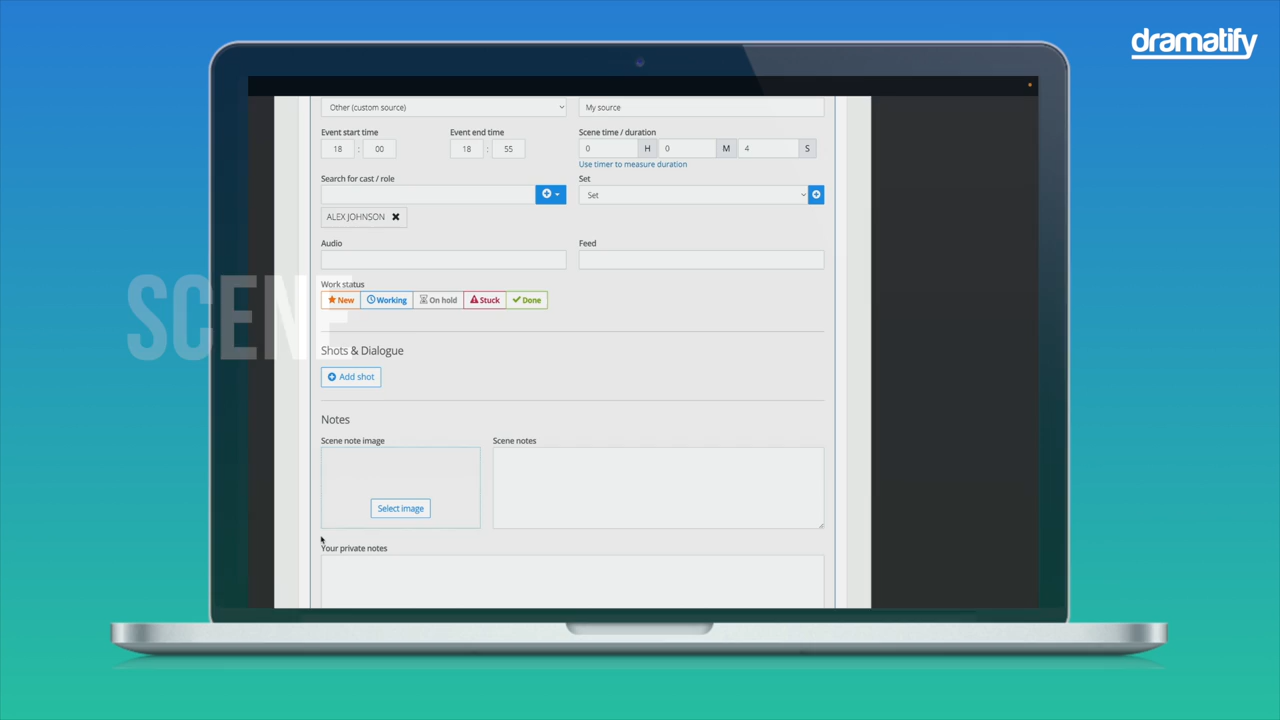 dramatify
Other (custom source)
My source
Event start time
Event end time
Scene time / duration
18 : 00
18 : 55
0 H 0 M 4 S
Use timer to measure duration
Search for cast / role
Set
Set
ALEX JOHNSON
Audio
Feed
SCENE
Work status
New
Working
On hold
Stuck
Done
Shots & Dialogue
Add shot
Notes
Scene note image
Scene notes
Select image
Your private notes